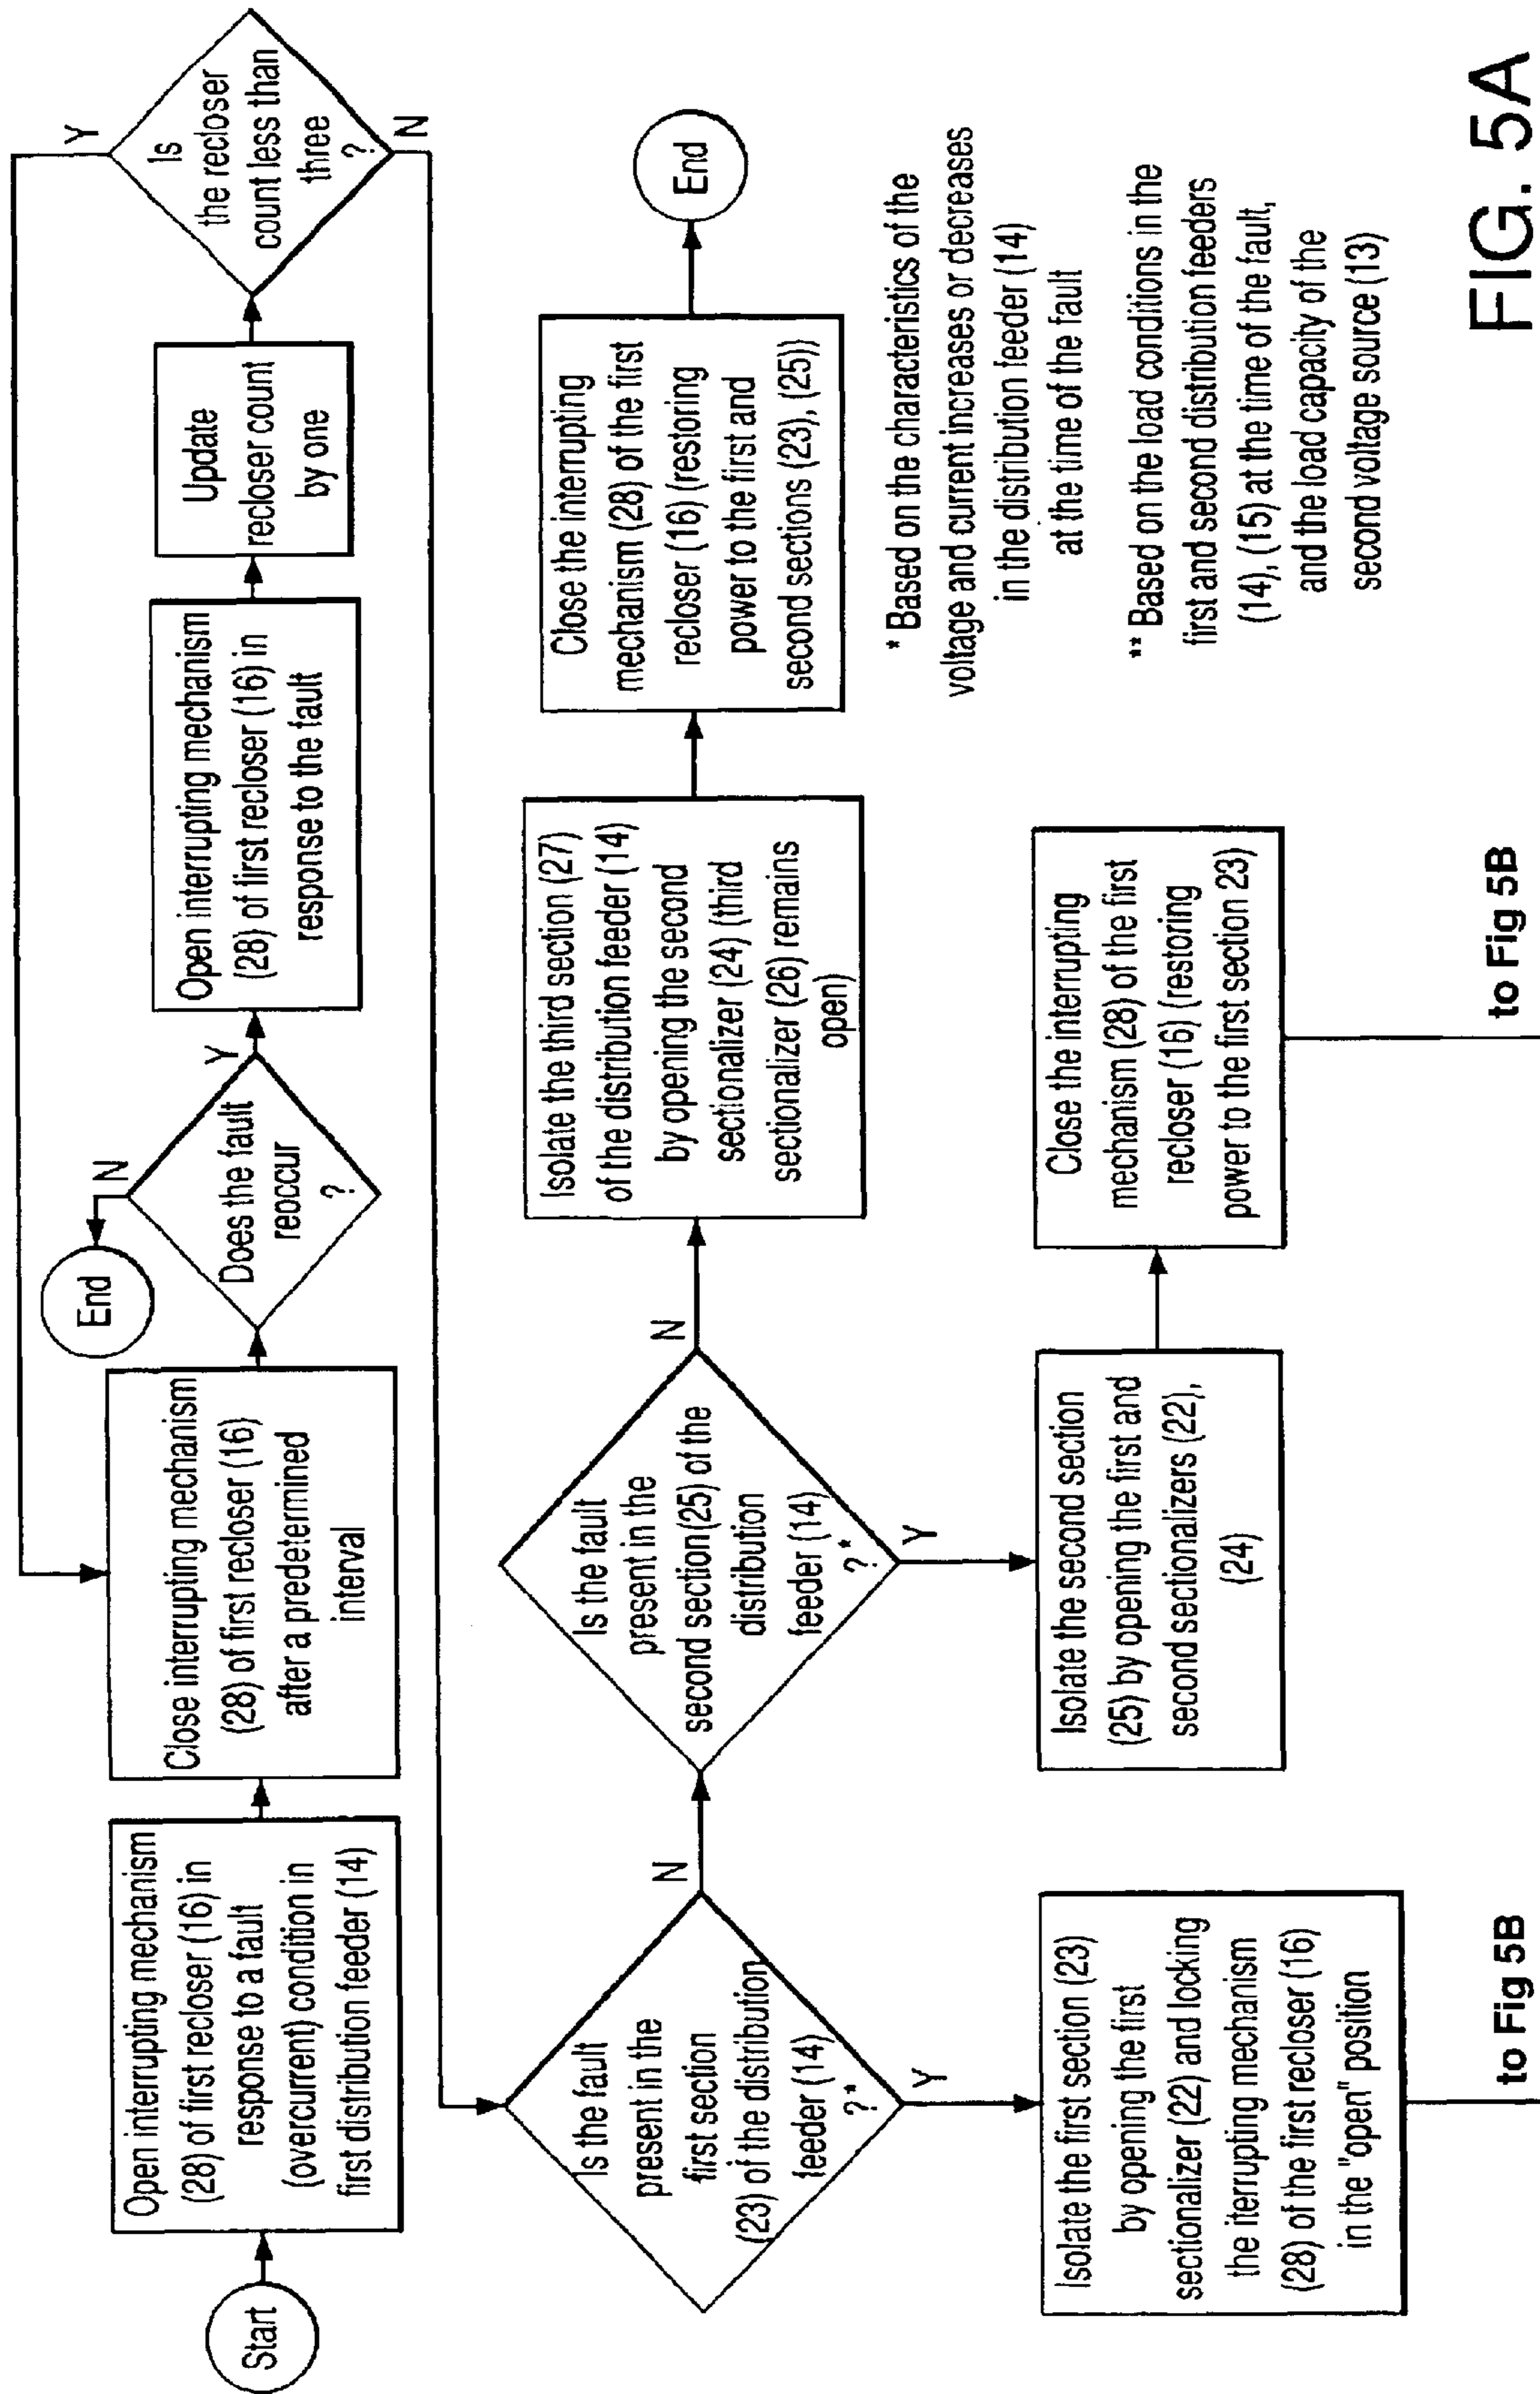 Start
Open interrupting mechanism
(28) of first recloser (16) in
response to a fault
(overcurrent) condition in
first distribution feeder (14)
Close interrupting mechanism
(28) of first recloser (16)
after a predetermined
interval
End
N
Does the fault
reoccur
?
Y
Open interrupting mechanism
(28) of first recloser (16) in
response to the fault
Update
recloser count
by one
Is
the recloser
count less than
three
?
Y
N
Is the fault
present in the
first section
(23) of the distribution
feeder (14)
?*
N
Y
Is the fault
present in the
second section(25) of the
distribution
feeder (14)
?*
N
Y
Isolate the third section (27)
of the distribution feeder (14)
by opening the second
sectionalizer (24) (third
sectionalizer (26) remains
open)
Close the interrupting
mechanism (28) of the first
recloser (16) (restoring
power to the first and
second sections (23), (25))
End
Isolate the first section (23)
by opening the first
sectionalizer (22) and locking
the iterrupting mechanism
(28) of the first recloser (16)
in the "open" position
Isolate the second section
(25) by opening the first and
second sectionalizers (22),
(24)
Close the interrupting
mechanism (28) of the first
recloser (16) (restoring
power to the first section 23)
* Based on the characteristics of the
voltage and current increases or decreases
in the distribution feeder (14)
at the time of the fault
** Based on the load conditions in the
first and second distribution feeders
(14), (15) at the time of the fault,
and the load capacity of the
second voltage source (13)
to Fig 5B
to Fig 5B
FIG. 5A